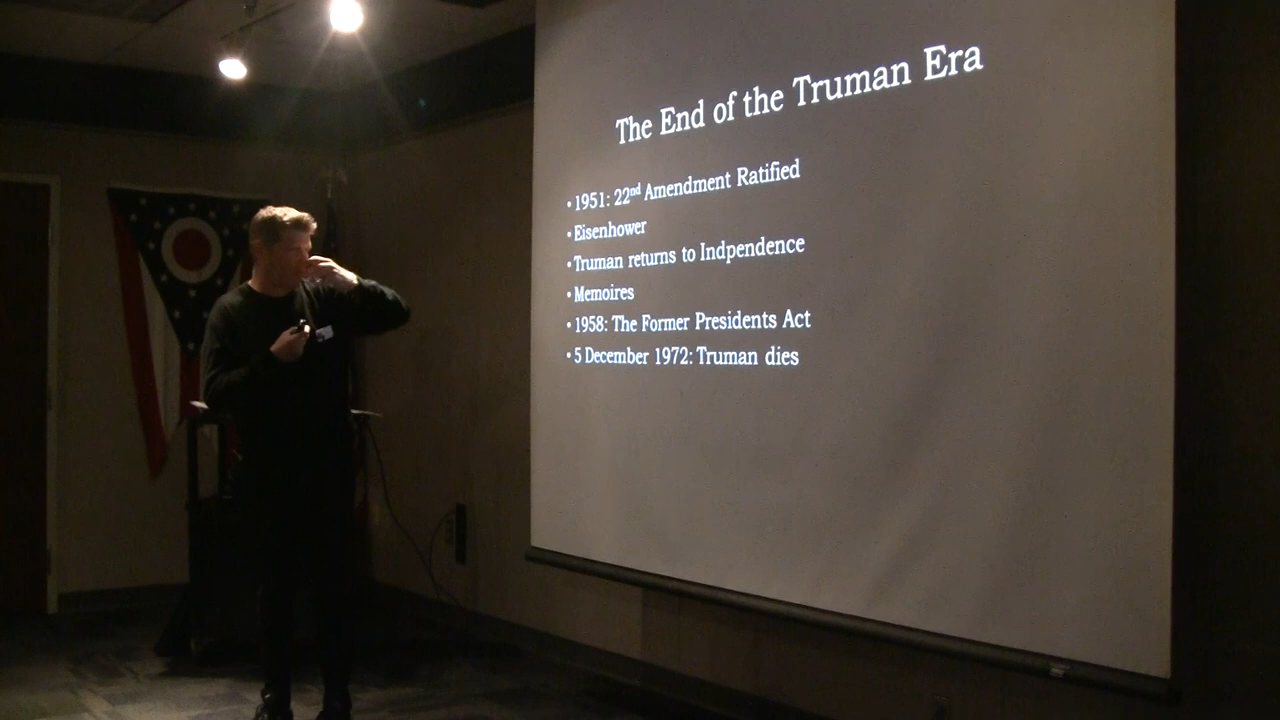 The End of the Truman Era
• 1951: 22nd Amendment Ratified
• Eisenhower
• Truman returns to Indpendence
• Memoires
• 1958: The Former Presidents Act
• 5 December 1972: Truman dies